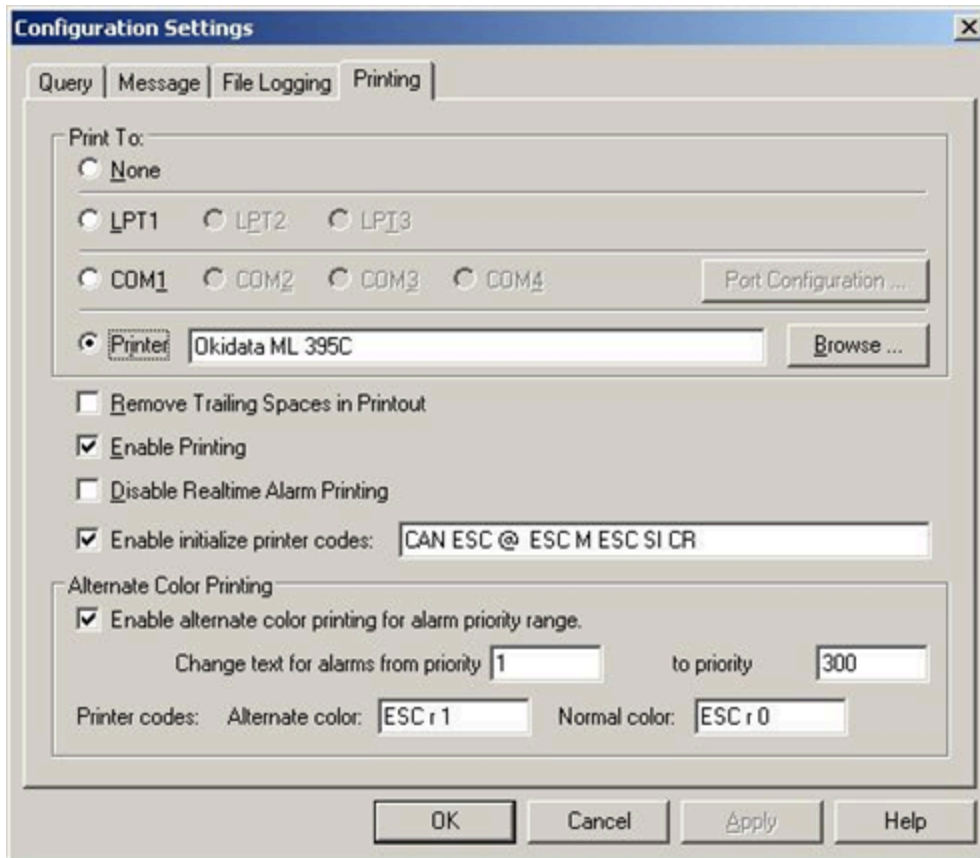 Configuration Settings
Query Message File Logging Printing
Print To:
None
LPT1 LPT2 LPT3
COM1 COM2 COM3 COM4 Port Configuration ...
Printer Okidata ML 395C Browse ...
Remove Trailing Spaces in Printout
Enable Printing
Disable Realtime Alarm Printing
Enable initialize printer codes: CAN ESC @ ESC M ESC SI CR
Alternate Color Printing
Enable alternate color printing for alarm priority range.
Change text for alarms from priority 1 to priority 300
Printer codes: Alternate color: ESC r 1 Normal color: ESC r 0
OK Cancel Apply Help